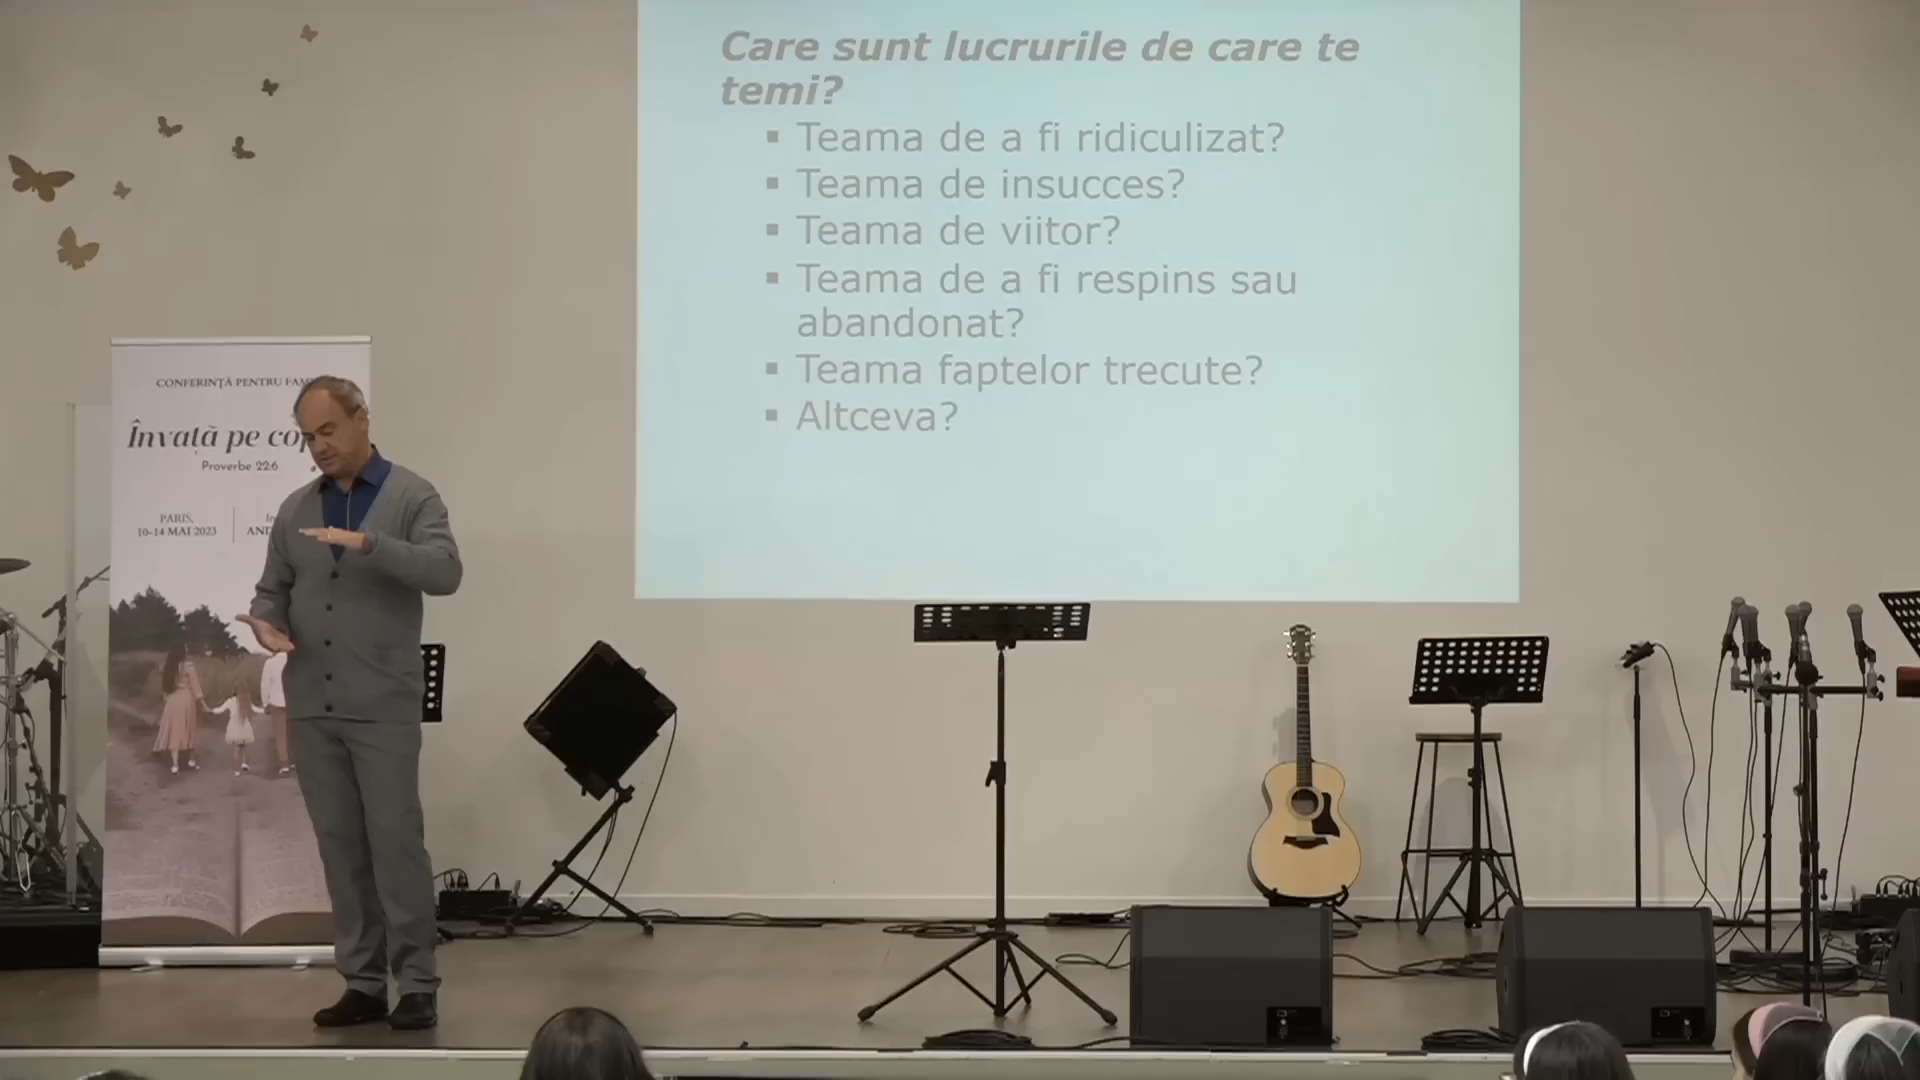 Care sunt lucrurile de care te
temi?
▪ Teama de a fi ridiculizat?
▪ Teama de insucces?
▪ Teama de viitor?
▪ Teama de a fi respins sau
abandonat?
▪ Teama faptelor trecute?
▪ Altceva?
CONFERINȚĂ PENTRU
Învață pe
Proverbe 22:6
PARIS,
10-14 MAI 2023